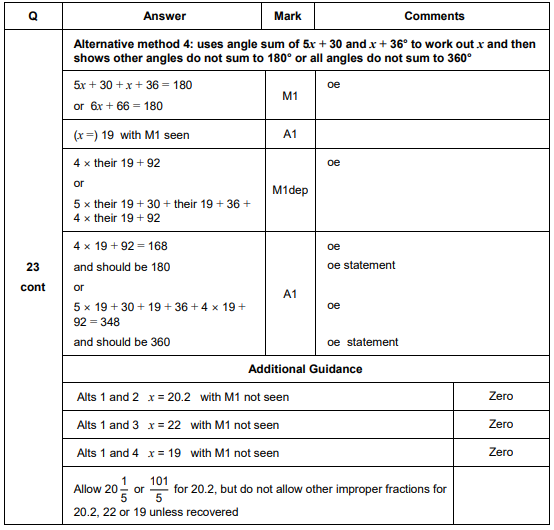 Q Answer Mark Comments
Alternative method 4: uses angle sum of 5x + 30 and x + 36° to work out x and then
shows other angles do not sum to 180° or all angles do not sum to 360°
5x + 30 + x + 36 = 180
or 6x + 66 = 180
M1
oe
(x =) 19 with M1 seen
A1
4 × their 19 + 92
or
5 × their 19 + 30 + their 19 + 36 +
4 × their 19 + 92
M1dep
oe
23
cont
4 × 19 + 92 = 168
and should be 180
or
5 × 19 + 30 + 19 + 36 + 4 × 19 +
92 = 348
and should be 360
A1
oe
oe statement
oe
oe statement
Additional Guidance
Alts 1 and 2 x = 20.2 with M1 not seen Zero
Alts 1 and 3 x = 22 with M1 not seen Zero
Alts 1 and 4 x = 19 with M1 not seen Zero
Allow 20 1/5 or 101/5 for 20.2, but do not allow other improper fractions for
20.2, 22 or 19 unless recovered